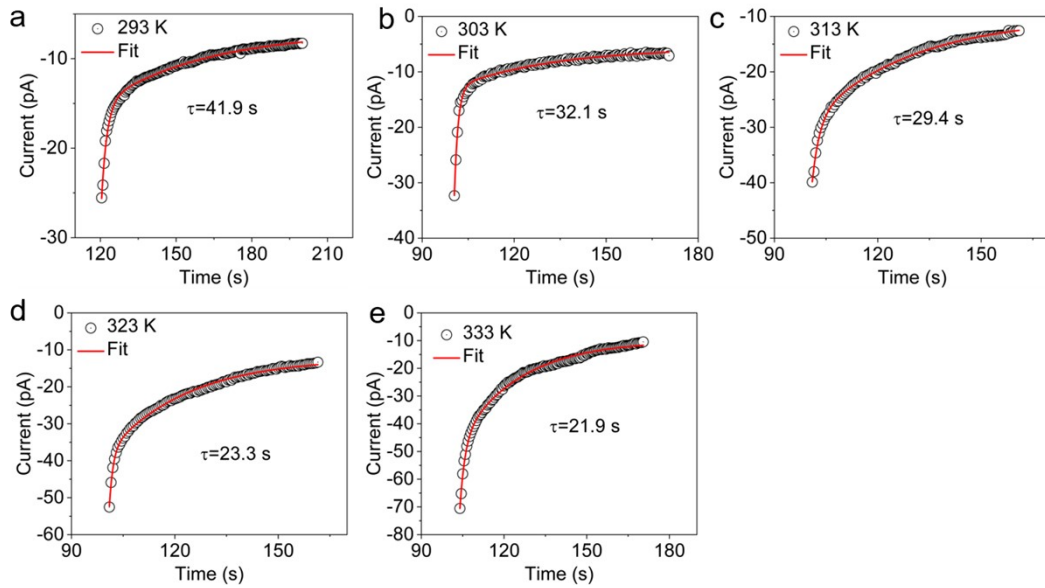 a
293 K
Fit
τ=41.9 s
Current (pA)
-10
-20
-30
120
150
180
210
Time (s)
b
303 K
Fit
τ=32.1 s
Current (pA)
0
-10
-20
-30
-40
90
120
150
180
Time (s)
c
313 K
Fit
τ=29.4 s
Current (pA)
-10
-20
-30
-40
-50
90
120
150
Time (s)
d
323 K
Fit
τ=23.3 s
Current (pA)
0
-10
-20
-30
-40
-50
-60
90
120
150
Time (s)
e
333 K
Fit
τ=21.9 s
Current (pA)
0
-10
-20
-30
-40
-50
-60
-70
-80
90
120
150
180
Time (s)